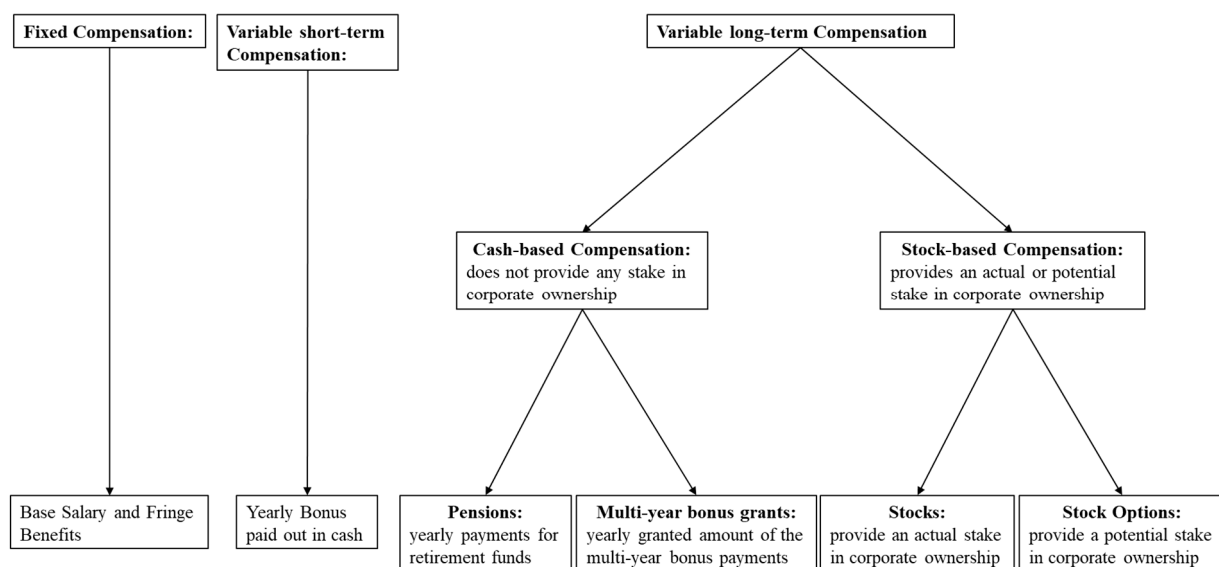 Fixed Compensation:
Variable short-term
Compensation:
Variable long-term Compensation
Cash-based Compensation:
does not provide any stake in
corporate ownership
Stock-based Compensation:
provides an actual or potential
stake in corporate ownership
Base Salary and Fringe
Benefits
Yearly Bonus
paid out in cash
Pensions:
yearly payments for
retirement funds
Multi-year bonus grants:
yearly granted amount of the
multi-year bonus payments
Stocks:
provide an actual stake
in corporate ownership
Stock Options:
provide a potential stake
in corporate ownership